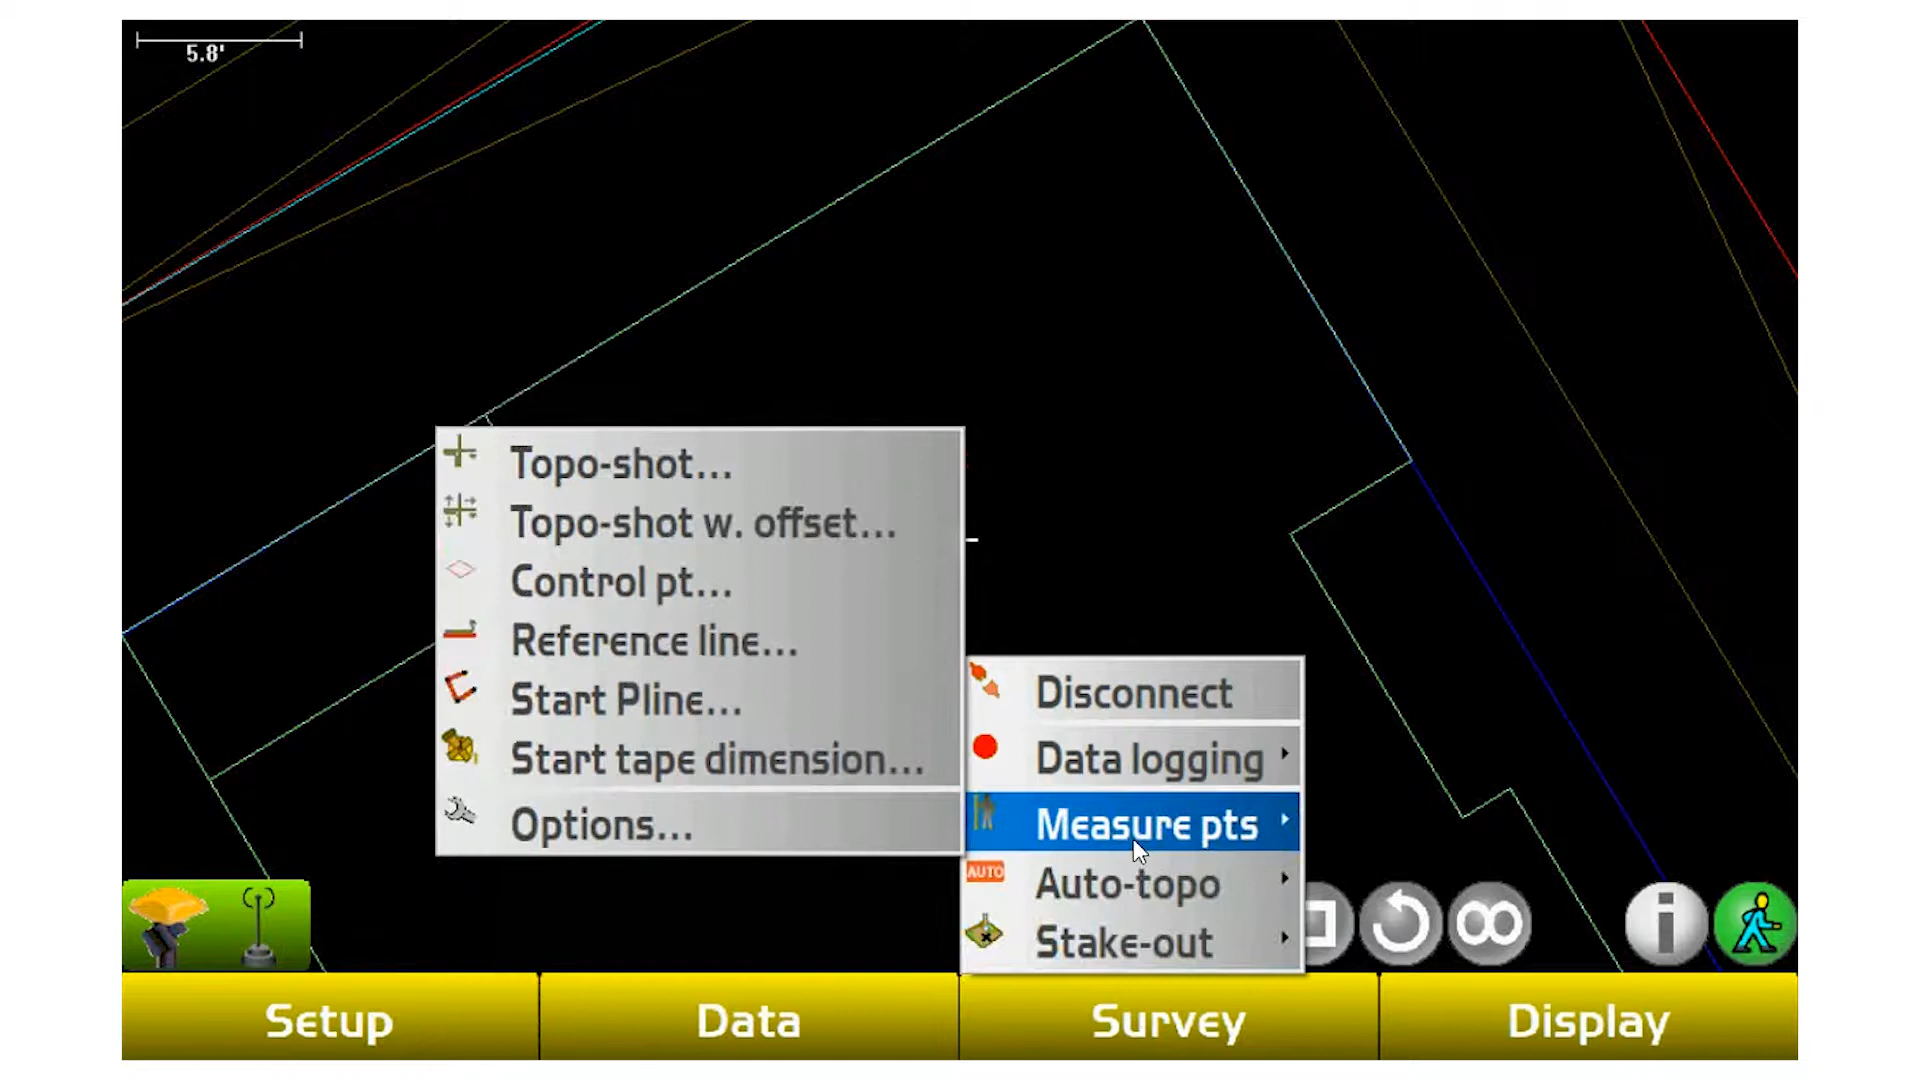 5.8'
Topo-shot...
Topo-shot w. offset...
Control pt...
Reference line...
Start Pline...
Start tape dimension...
Options...
Disconnect
Data logging
Measure pts
AUTO Auto-topo
Stake-out
Setup Data Survey Display